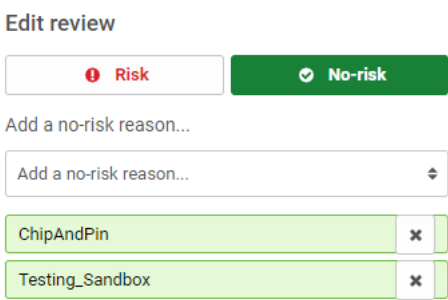 Edit review
Risk
No-risk
Add a no-risk reason...
Add a no-risk reason...
ChipAndPin
Testing_Sandbox